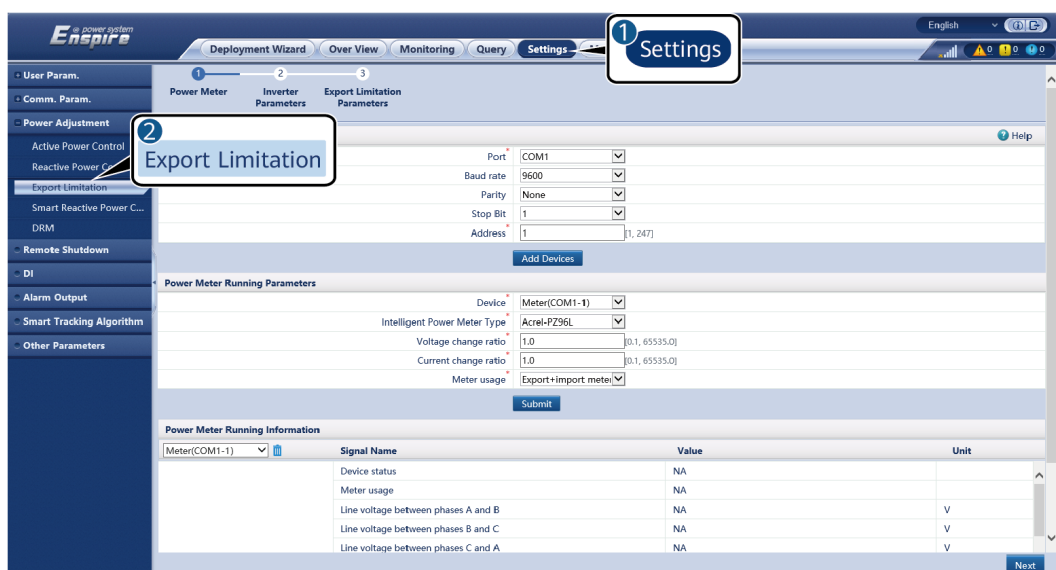 e power system
Enspire
English
Deployment Wizard Over View Monitoring Query Settings
1
Settings
0 0 0
User Param.
Comm. Param.
Power Adjustment
Active Power Control
Reactive Power Co
Export Limitation
Smart Reactive Power C...
DRM
Remote Shutdown
DI
Alarm Output
Smart Tracking Algorithm
Other Parameters
2
Export Limitation
1 2 3
Power Meter
Inverter
Parameters
Export Limitation
Parameters
Help
Port* COM1
Baud rate 9600
Parity None
Stop Bit 1
Address* 1 [1, 247]
Add Devices
Power Meter Running Parameters
Device* Meter(COM1-1)
Intelligent Power Meter Type* Acrel-PZ96L
Voltage change ratio* 1.0 [0.1, 65535.0]
Current change ratio* 1.0 [0.1, 65535.0]
Meter usage* Export+import meter
Submit
Power Meter Running Information
Meter(COM1-1) Signal Name Value Unit
Device status NA
Meter usage NA
Line voltage between phases A and B NA V
Line voltage between phases B and C NA V
Line voltage between phases C and A NA V
Next